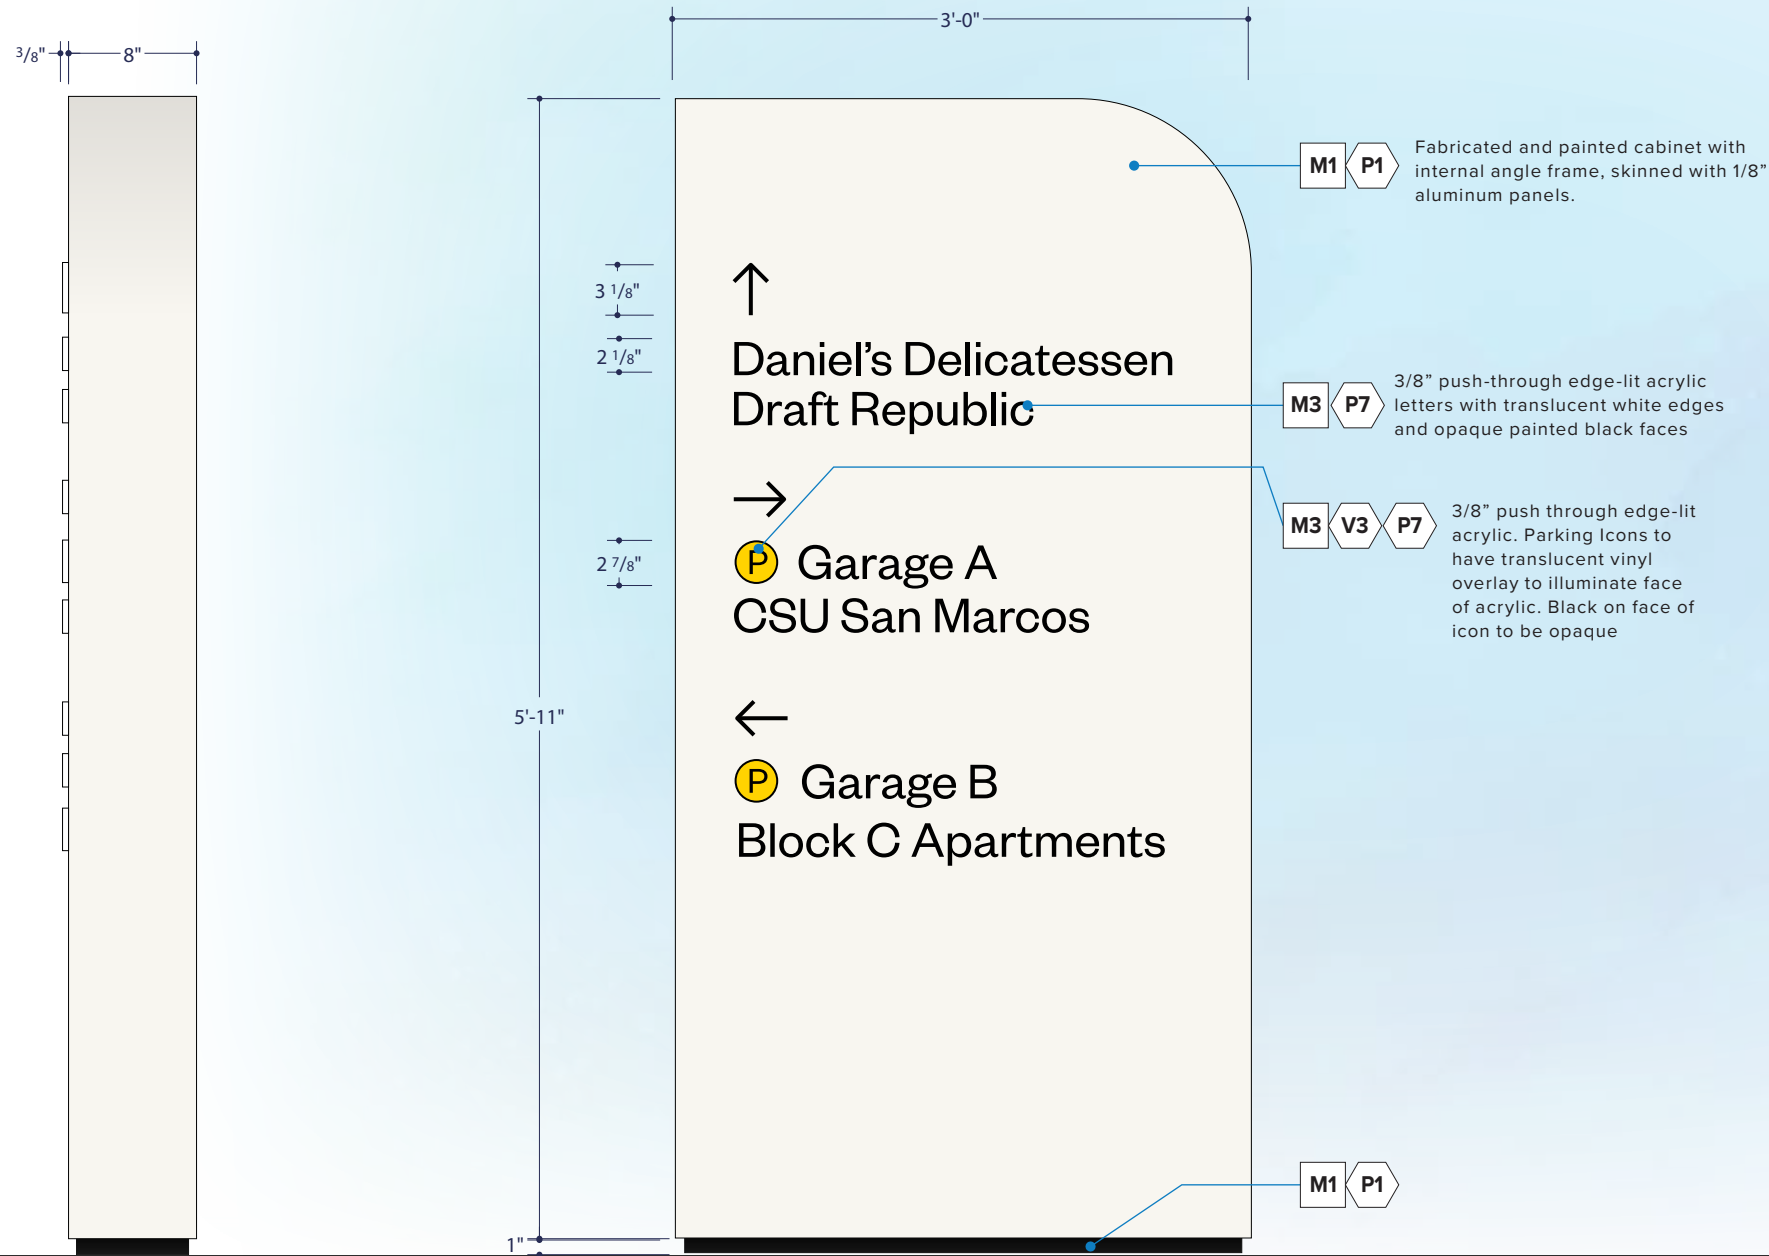 3'-0"
3/8"
8"
M1 P1
Fabricated and painted cabinet with
internal angle frame, skinned with 1/8”
aluminum panels.
3 1/8"
2 1/8"
Daniel’s Delicatessen
Draft Republic
M3 P7
3/8” push-through edge-lit acrylic
letters with translucent white edges
and opaque painted black faces
M3 V3 P7
3/8” push through edge-lit
acrylic. Parking Icons to
have translucent vinyl
overlay to illuminate face
of acrylic. Black on face of
icon to be opaque
2 7/8"
P Garage A
CSU San Marcos
5'-11"
P Garage B
Block C Apartments
M1 P1
1"